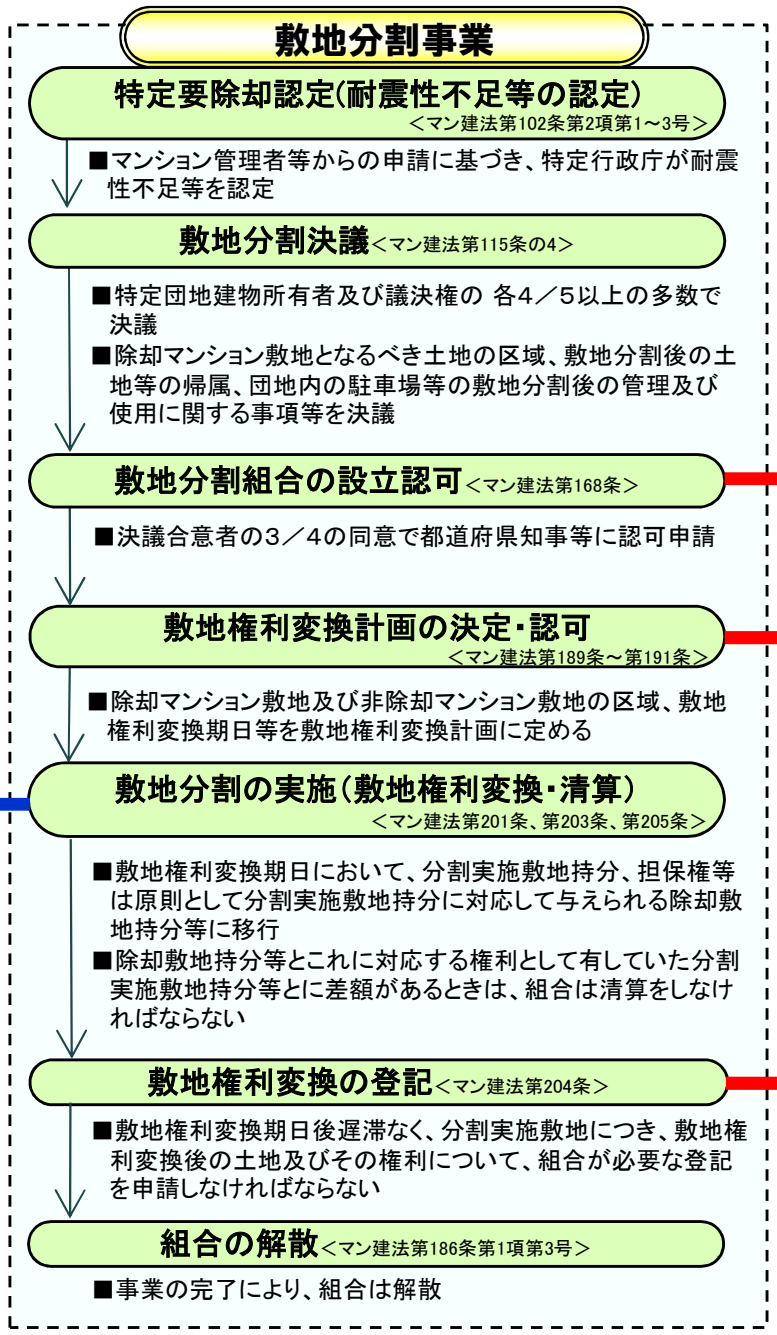 敷地分割事業
特定要除却認定(耐震性不足等の認定)
＜マン建法第102条第2項第1～3号＞
■マンション管理者等からの申請に基づき、特定行政庁が耐震
性不足等を認定
敷地分割決議＜マン建法第115条の4＞
■特定団地建物所有者及び議決権の 各4／5以上の多数で
決議
■除却マンション敷地となるべき土地の区域、敷地分割後の土
地等の帰属、団地内の駐車場等の敷地分割後の管理及び
使用に関する事項等を決議
敷地分割組合の設立認可＜マン建法第168条＞
■決議合意者の3／4の同意で都道府県知事等に認可申請
敷地権利変換計画の決定・認可
＜マン建法第189条～第191条＞
■除却マンション敷地及び非除却マンション敷地の区域、敷地
権利変換期日等を敷地権利変換計画に定める
敷地分割の実施(敷地権利変換・清算)
＜マン建法第201条、第203条、第205条＞
■敷地権利変換期日において、分割実施敷地持分、担保権等
は原則として分割実施敷地持分に対応して与えられる除却敷
地持分等に移行
■除却敷地持分等とこれに対応する権利として有していた分割
実施敷地持分等とに差額があるときは、組合は清算をしなけ
ればならない
敷地権利変換の登記＜マン建法第204条＞
■敷地権利変換期日後遅滞なく、分割実施敷地につき、敷地権
利変換後の土地及びその権利について、組合が必要な登記
を申請しなければならない
組合の解散＜マン建法第186条第1項第3号＞
■事業の完了により、組合は解散